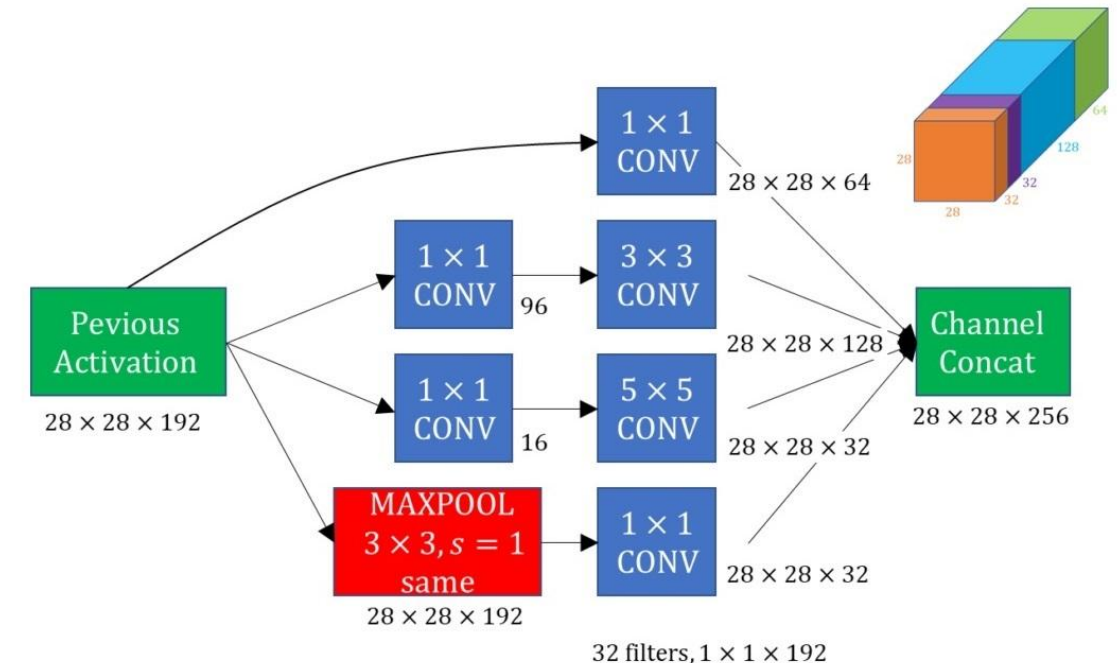 1 × 1
CONV
28 × 28 × 64
64
128
32
32
28
28
1 × 1
CONV
96
3 × 3
CONV
28 × 28 × 128
Pevious
Activation
28 × 28 × 192
Channel
Concat
28 × 28 × 256
1 × 1
CONV
16
5 × 5
CONV
28 × 28 × 32
MAXPOOL
3 × 3, s = 1
same
28 × 28 × 192
1 × 1
CONV
28 × 28 × 32
32 filters, 1 × 1 × 192